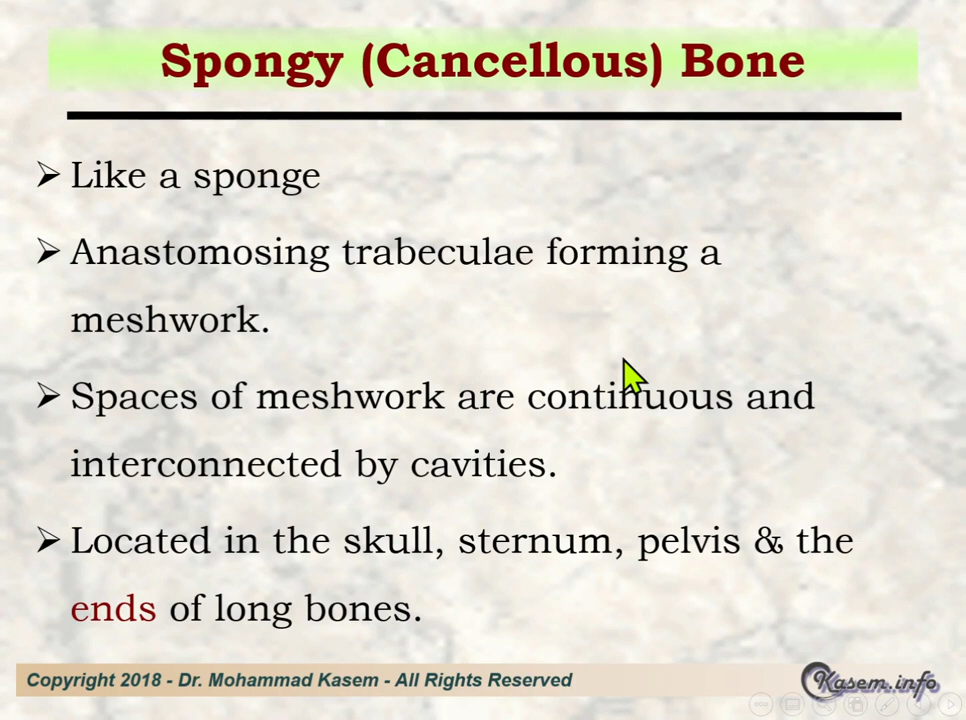 Spongy (Cancellous) Bone
➢ Like a sponge
➢ Anastomosing trabeculae forming a
meshwork.
➢ Spaces of meshwork are continuous and
interconnected by cavities.
➢ Located in the skull, sternum, pelvis & the
ends of long bones.
Copyright 2018 - Dr. Mohammad Kasem - All Rights Reserved
Kasem.info